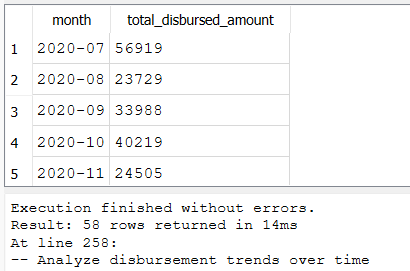 month total_disbursed_amount
1 2020-07 56919
2 2020-08 23729
3 2020-09 33988
4 2020-10 40219
5 2020-11 24505
Execution finished without errors.
Result: 58 rows returned in 14ms
At line 258:
-- Analyze disbursement trends over time